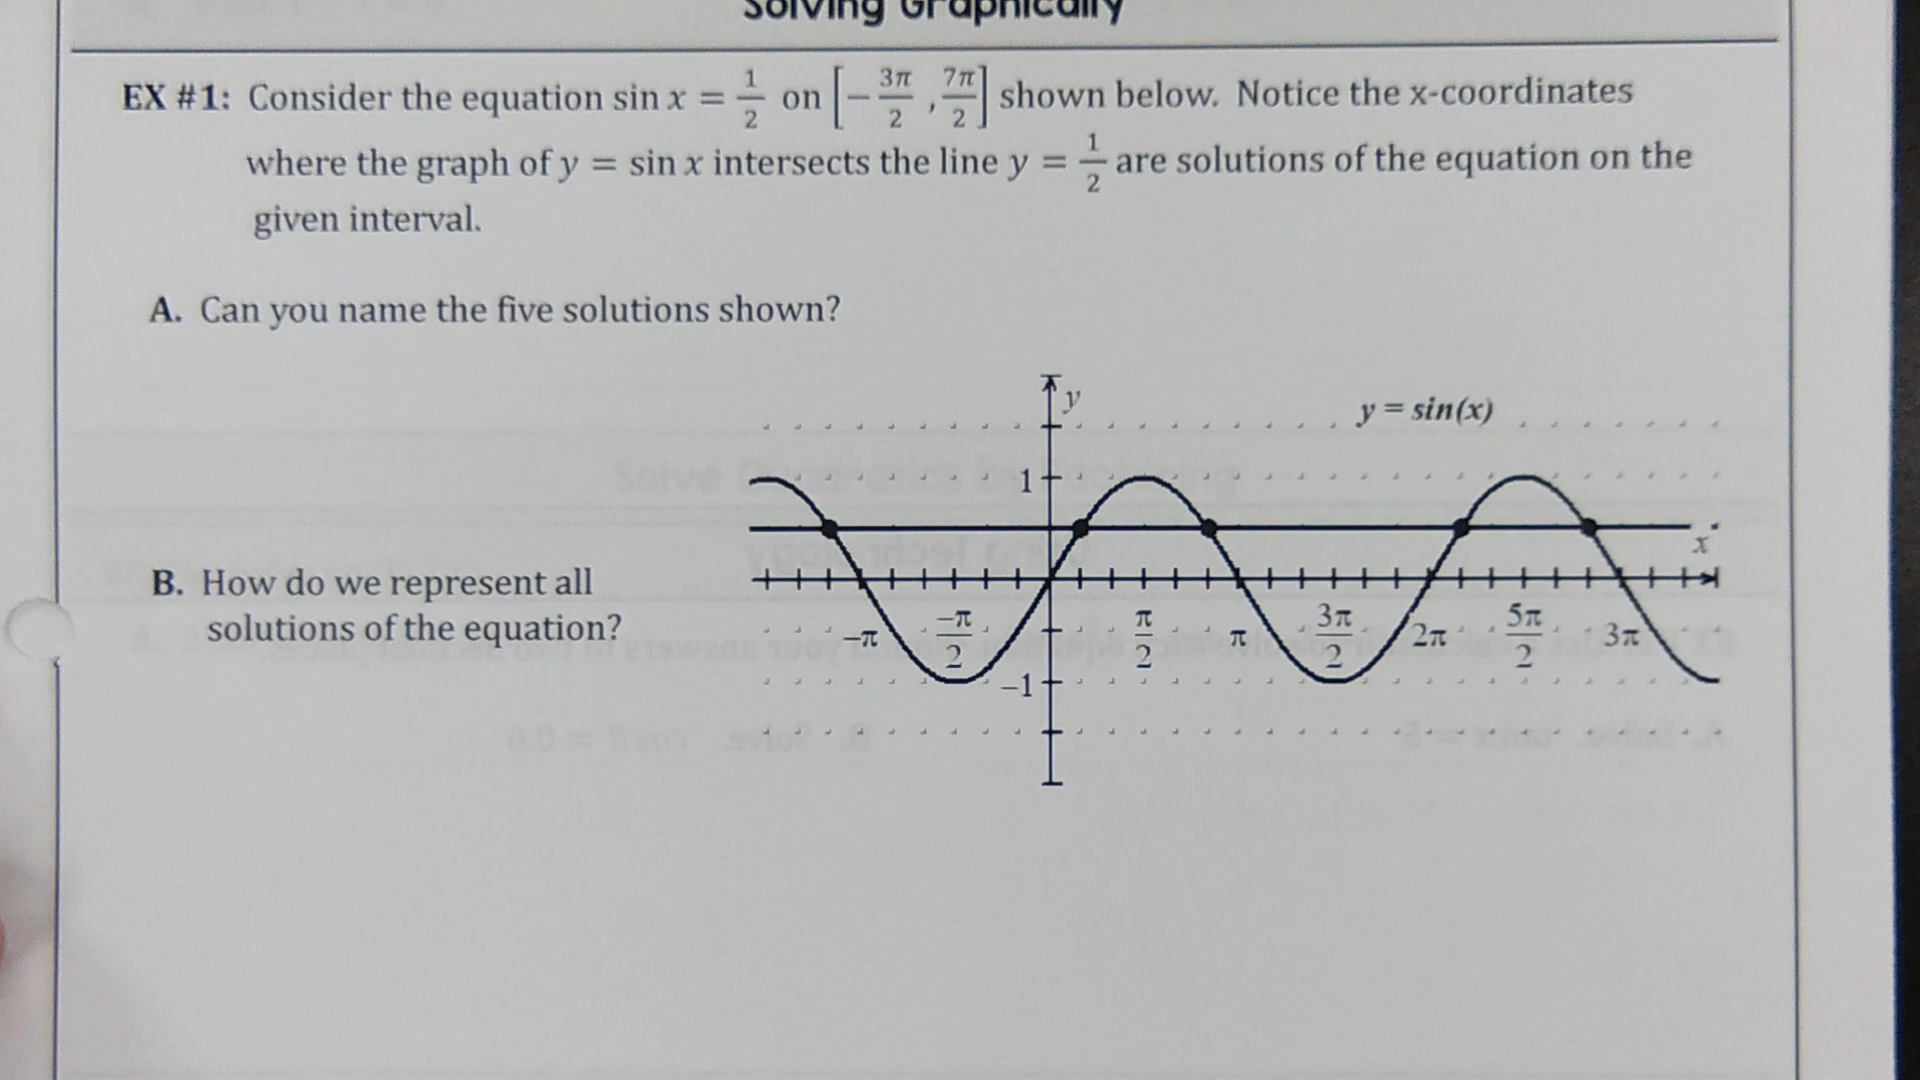 Solving Graphically
EX #1: Consider the equation sin x = 1/2 on [−3π/2, 7π/2] shown below. Notice the x-coordinates
where the graph of y = sin x intersects the line y = 1/2 are solutions of the equation on the
given interval.
A. Can you name the five solutions shown?
y
y = sin(x)
1
x
B. How do we represent all
solutions of the equation?
−π −π/2 π/2 π 3π/2 2π 5π/2 3π
−1